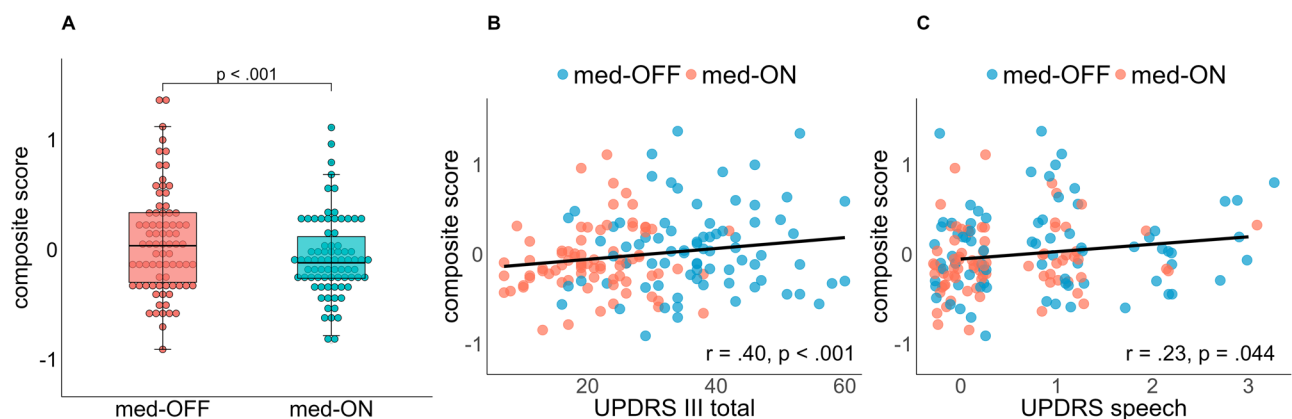 A
p < .001
composite score
1
0
-1
med-OFF
med-ON
B
med-OFF
med-ON
composite score
1
0
-1
r = .40, p < .001
20
40
60
UPDRS III total
C
med-OFF
med-ON
composite score
1
0
-1
r = .23, p = .044
0
1
2
3
UPDRS speech